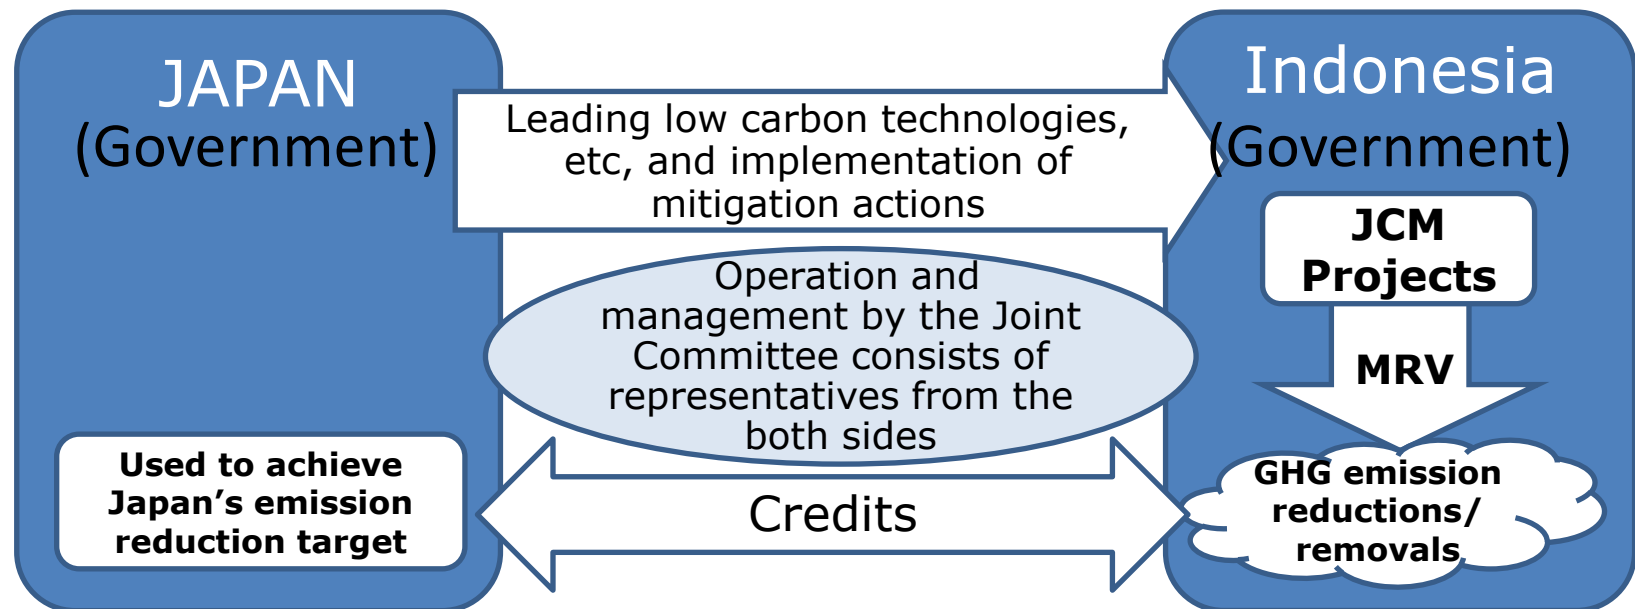 JAPAN
(Government)
Leading low carbon technologies,
etc, and implementation of
mitigation actions
Indonesia
(Government)
JCM
Projects
MRV
Operation and
management by the Joint
Committee consists of
representatives from the
both sides
Used to achieve
Japan’s emission
reduction target
Credits
GHG emission
reductions/
removals